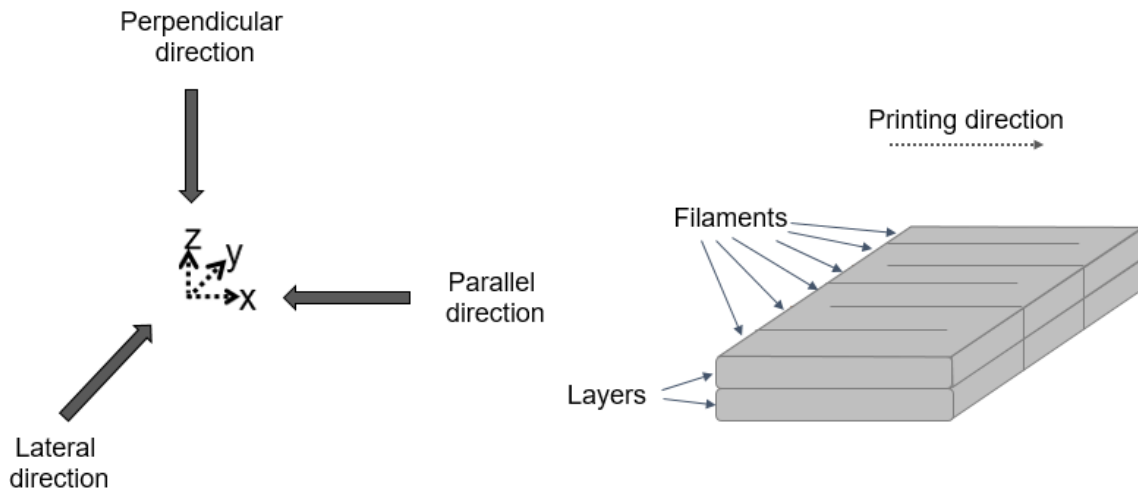 Perpendicular
direction
z
y
x
Parallel
direction
Lateral
direction
Printing direction
Filaments
Layers